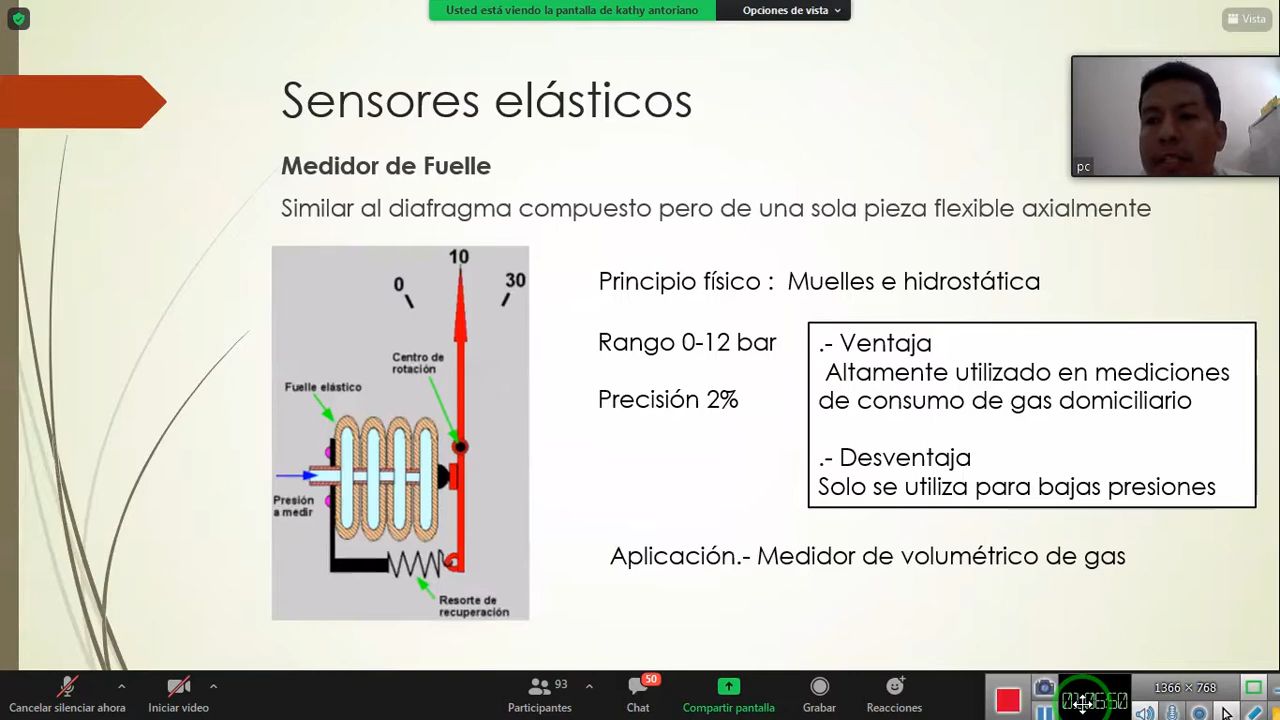 Usted está viendo la pantalla de kathy antoriano
Opciones de vista
Vista
Sensores elásticos
pc
Medidor de Fuelle
Similar al diafragma compuesto pero de una sola pieza flexible axialmente
10
0
30
Centro de
rotación
Fuelle elástico
Presión
a medir
Resorte de
recuperación
Principio físico : Muelles e hidrostática
Rango 0-12 bar
Precisión 2%
.- Ventaja
Altamente utilizado en mediciones
de consumo de gas domiciliario
.- Desventaja
Solo se utiliza para bajas presiones
Aplicación.- Medidor de volumétrico de gas
Cancelar silenciar ahora
Iniciar video
93
Participantes
50
Chat
Compartir pantalla
Grabar
Reacciones
1366 × 768